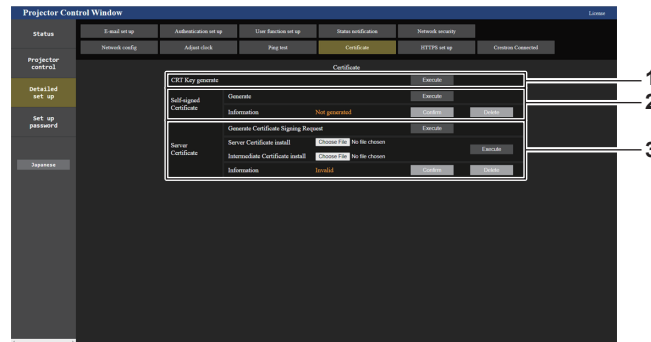 Projector Control Window
License
Status
Projector
control
Detailed
set up
Set up
password
Japanese
E-mail set up
Authentication set up
User function set up
Status notification
Network security
Network config
Adjust clock
Ping test
Certificate
HTTPS set up
Crestron Connected
Certificate
CRT Key generate
Execute
1
Self-signed
Certificate
Generate
Execute
Information
Not generated
Confirm
Delete
2
Server
Certificate
Generate Certificate Signing Request
Execute
Server Certificate install
Choose File No file chosen
Intermediate Certificate install
Choose File No file chosen
Execute
Information
Invalid
Confirm
Delete
3